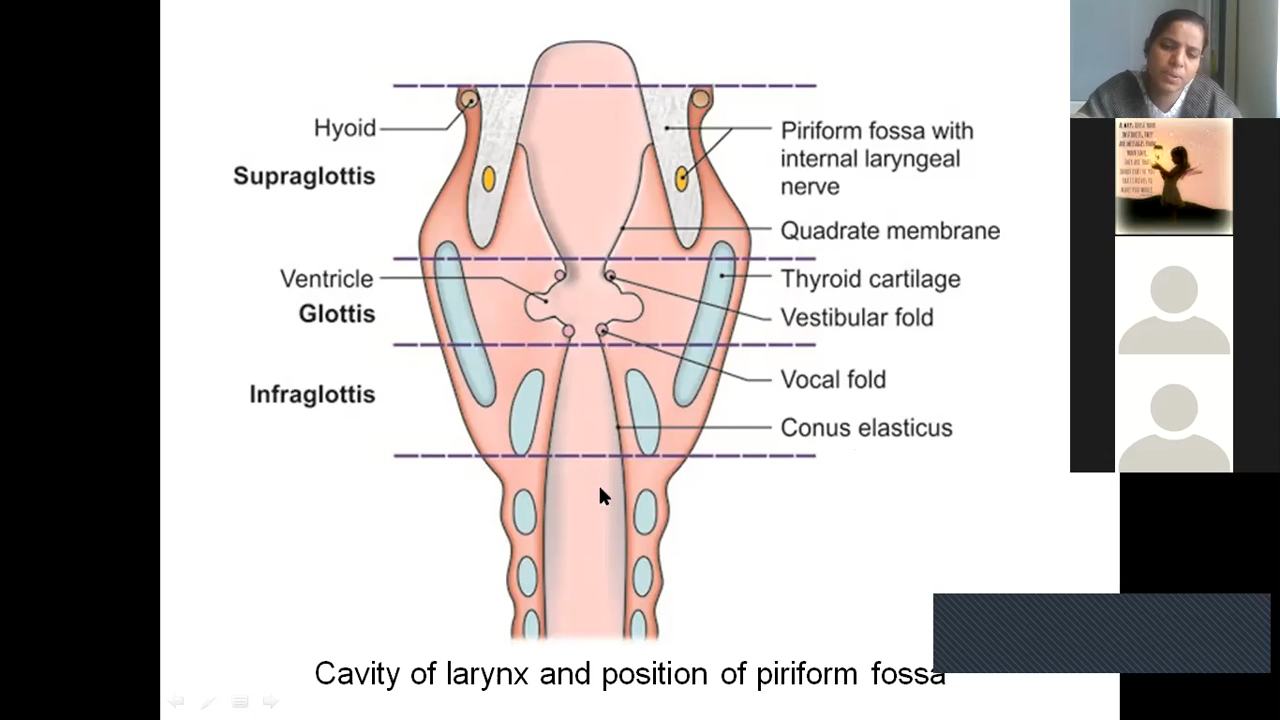 Hyoid
Supraglottis
Ventricle
Glottis
Infraglottis
Piriform fossa with
internal laryngeal
nerve
Quadrate membrane
Thyroid cartilage
Vestibular fold
Vocal fold
Conus elasticus
Cavity of larynx and position of piriform fossa